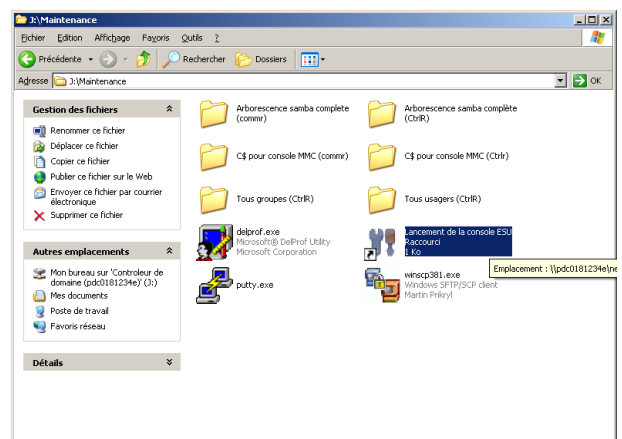 J:\Maintenance
Fichier Edition Affichage Favoris Outils ?
Précédente Rechercher Dossiers
Adresse J:\Maintenance OK
Gestion des fichiers
Renommer ce fichier
Déplacer ce fichier
Copier ce fichier
Publier ce fichier sur le Web
Envoyer ce fichier par courrier
électronique
Supprimer ce fichier
Autres emplacements
Mon bureau sur 'Controleur de
domaine (pdc0181234e)' (J:)
Mes documents
Poste de travail
Favoris réseau
Détails
Arborescence samba complete
(commr)
Arborescence samba complète
(CtrlR)
C$ pour console MMC (commr)
C$ pour console MMC (Ctrlr)
Tous groupes (CtrlR)
Tous usagers (CtrlR)
delprof.exe
Microsoft® DelProf Utility
Microsoft Corporation
Lancement de la console ESU
Raccourci
1 Ko
Emplacement : \\pdc0181234e\ne
putty.exe
winscp381.exe
Windows SFTP/SCP client
Martin Prikryl